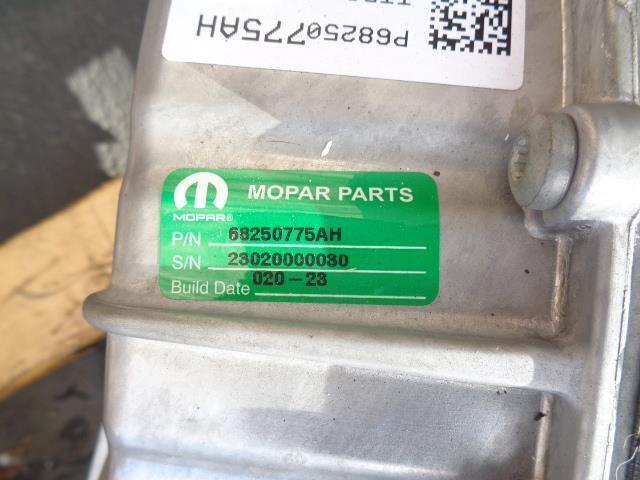 P68250775AH
MOPAR PARTS
MOPAR®
P/N 68250775AH
S/N 23020000030
Build Date 020-23